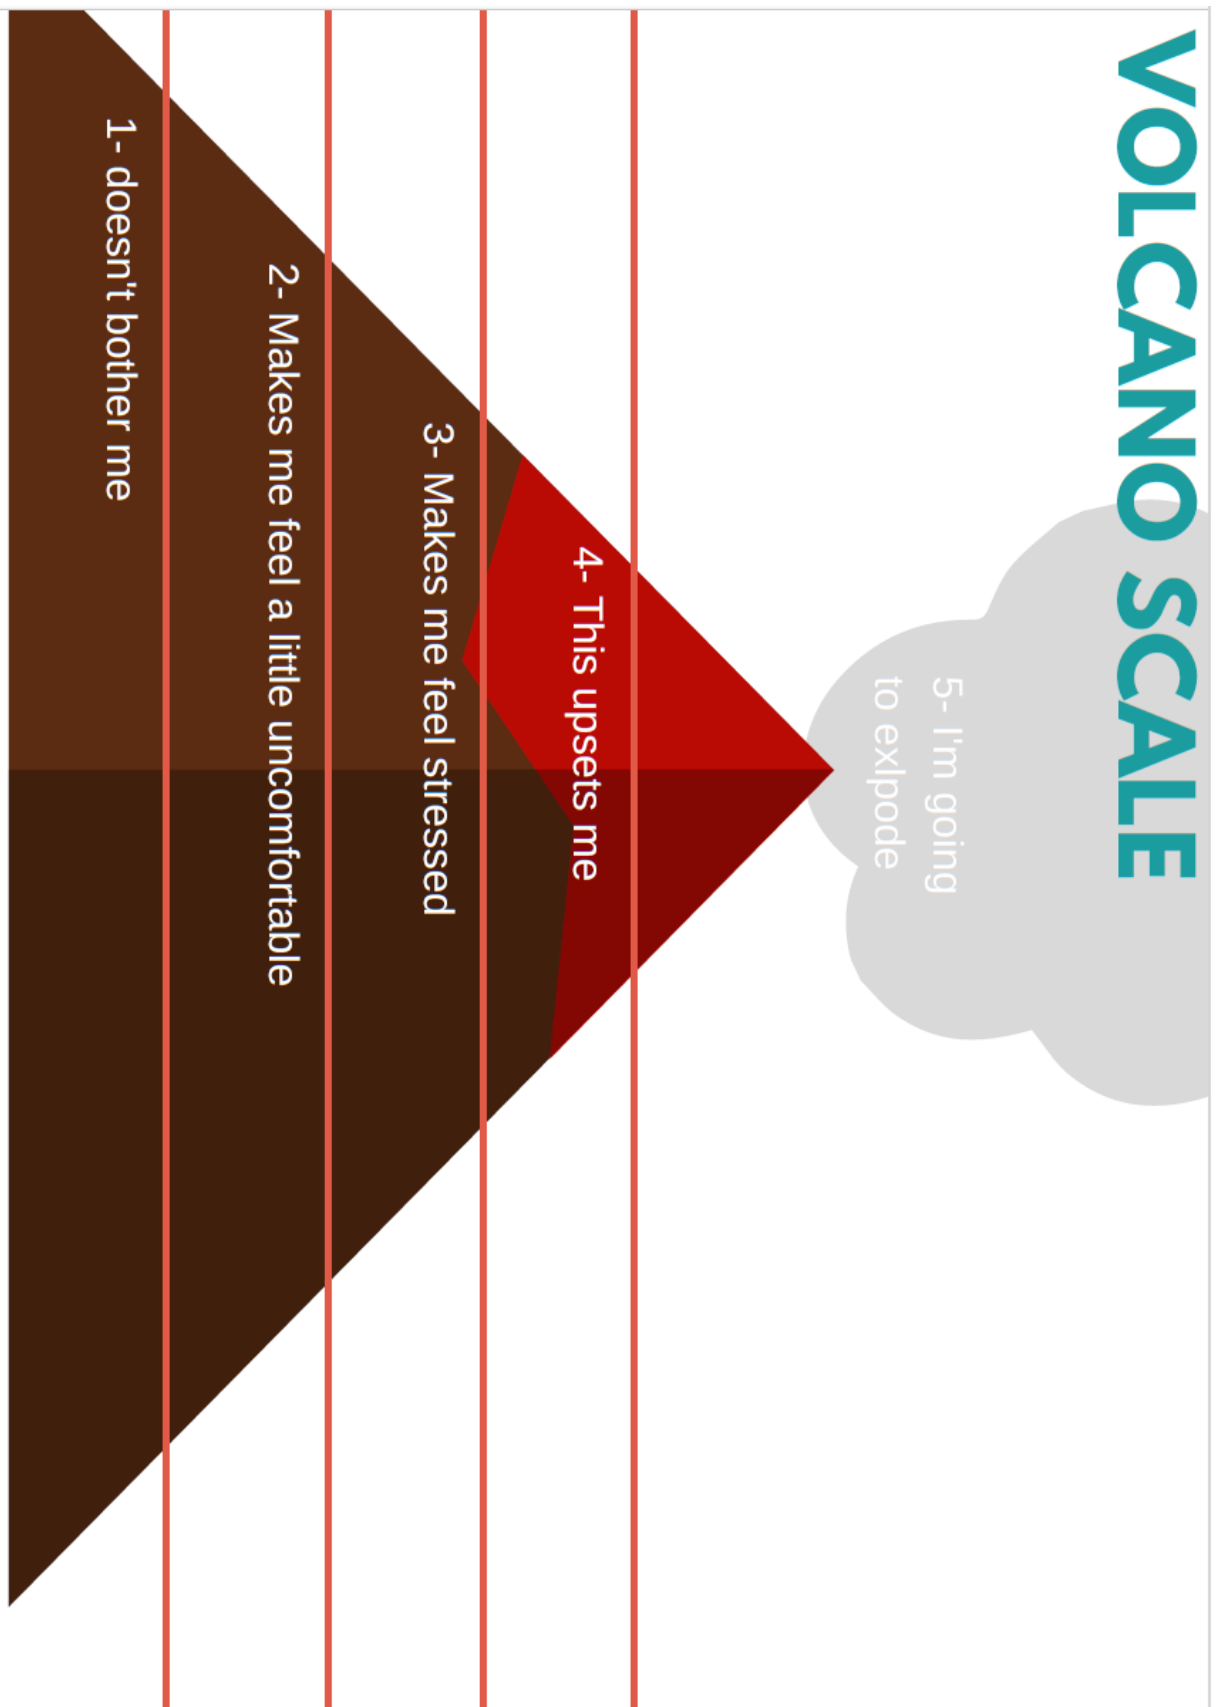 VOLCANO SCALE
5- I'm going
to exlpode
4- This upsets me
3- Makes me feel stressed
2- Makes me feel a little uncomfortable
1- doesn't bother me